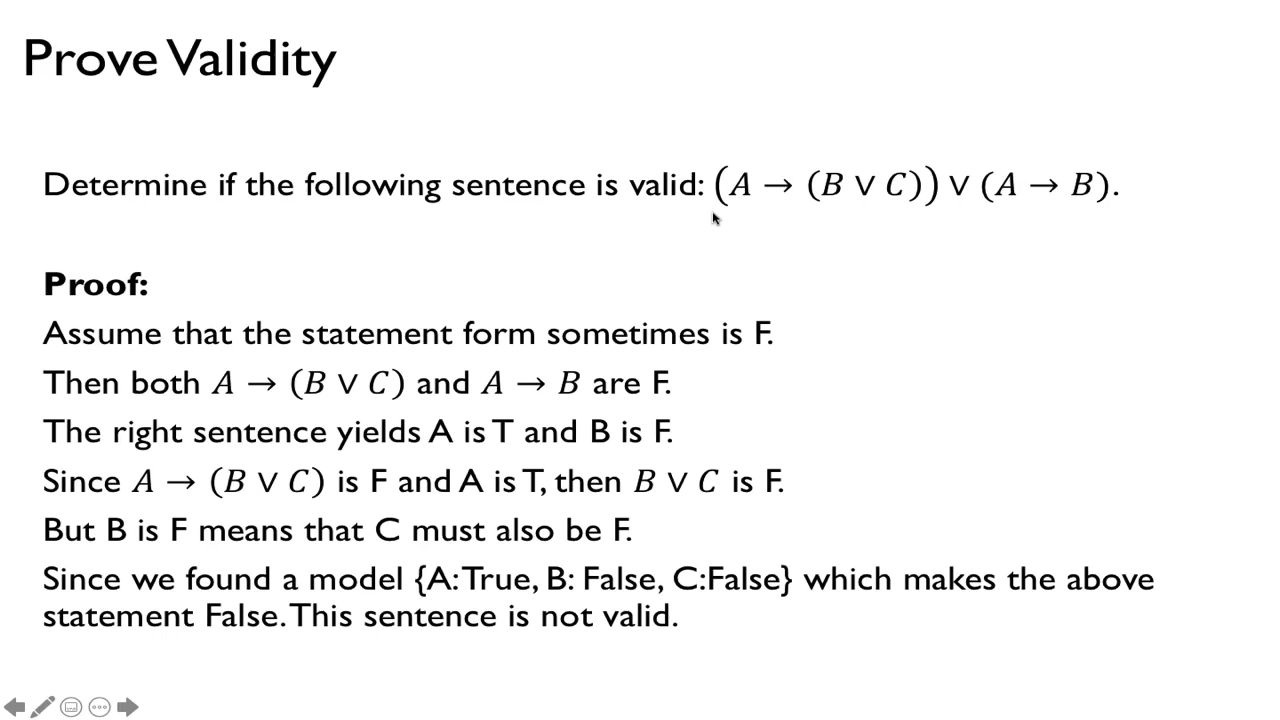 Prove Validity
Determine if the following sentence is valid: (A → (B ∨ C)) ∨ (A → B).
Proof:
Assume that the statement form sometimes is F.
Then both A → (B ∨ C) and A → B are F.
The right sentence yields A is T and B is F.
Since A → (B ∨ C) is F and A is T, then B ∨ C is F.
But B is F means that C must also be F.
Since we found a model {A:True, B: False, C:False} which makes the above
statement False. This sentence is not valid.